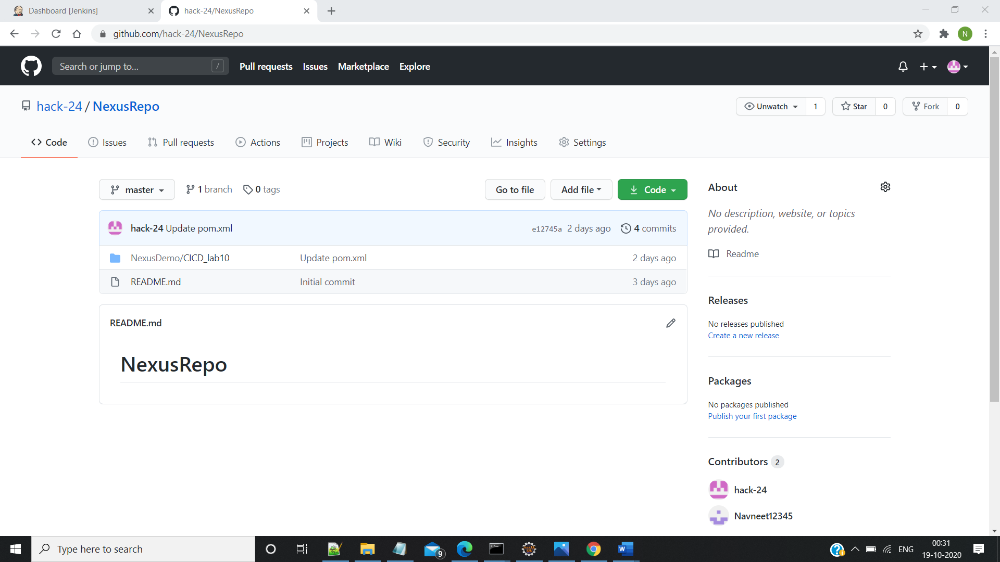 Dashboard [Jenkins]
hack-24/NexusRepo
github.com/hack-24/NexusRepo
N
Search or jump to...
/
Pull requests
Issues
Marketplace
Explore
hack-24 / NexusRepo
Unwatch 1
Star 0
Fork 0
Code
Issues
Pull requests
Actions
Projects
Wiki
Security
Insights
Settings
master
1 branch
0 tags
Go to file
Add file
Code
hack-24 Update pom.xml
e12745a 2 days ago
4 commits
NexusDemo/CICD_lab10
Update pom.xml
2 days ago
README.md
Initial commit
3 days ago
README.md
NexusRepo
About
No description, website, or topics
provided.
Readme
Releases
No releases published
Create a new release
Packages
No packages published
Publish your first package
Contributors 2
hack-24
Navneet12345
Type here to search
9
ENG
00:31
19-10-2020